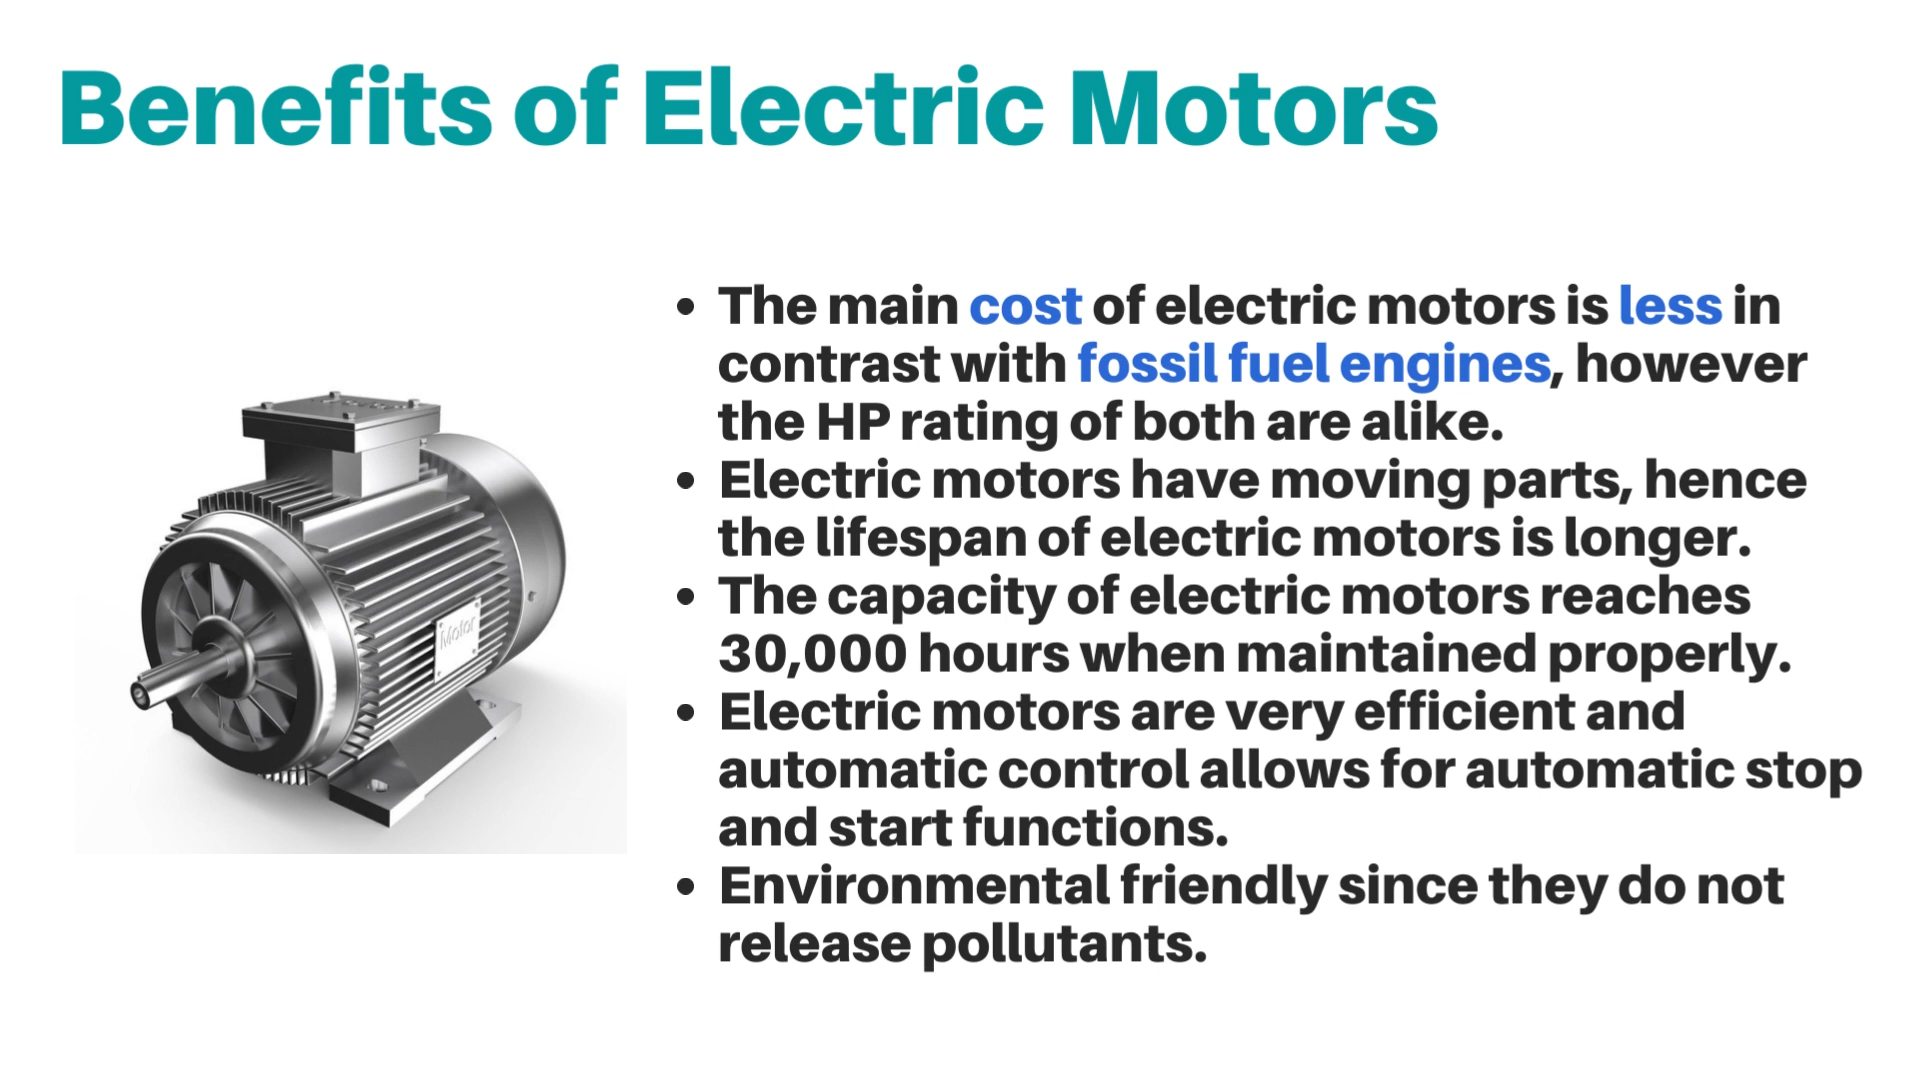 Benefits of Electric Motors
• The main cost of electric motors is less in
contrast with fossil fuel engines, however
the HP rating of both are alike.
• Electric motors have moving parts, hence
the lifespan of electric motors is longer.
• The capacity of electric motors reaches
30,000 hours when maintained properly.
• Electric motors are very efficient and
automatic control allows for automatic stop
and start functions.
• Environmental friendly since they do not
release pollutants.
Motor